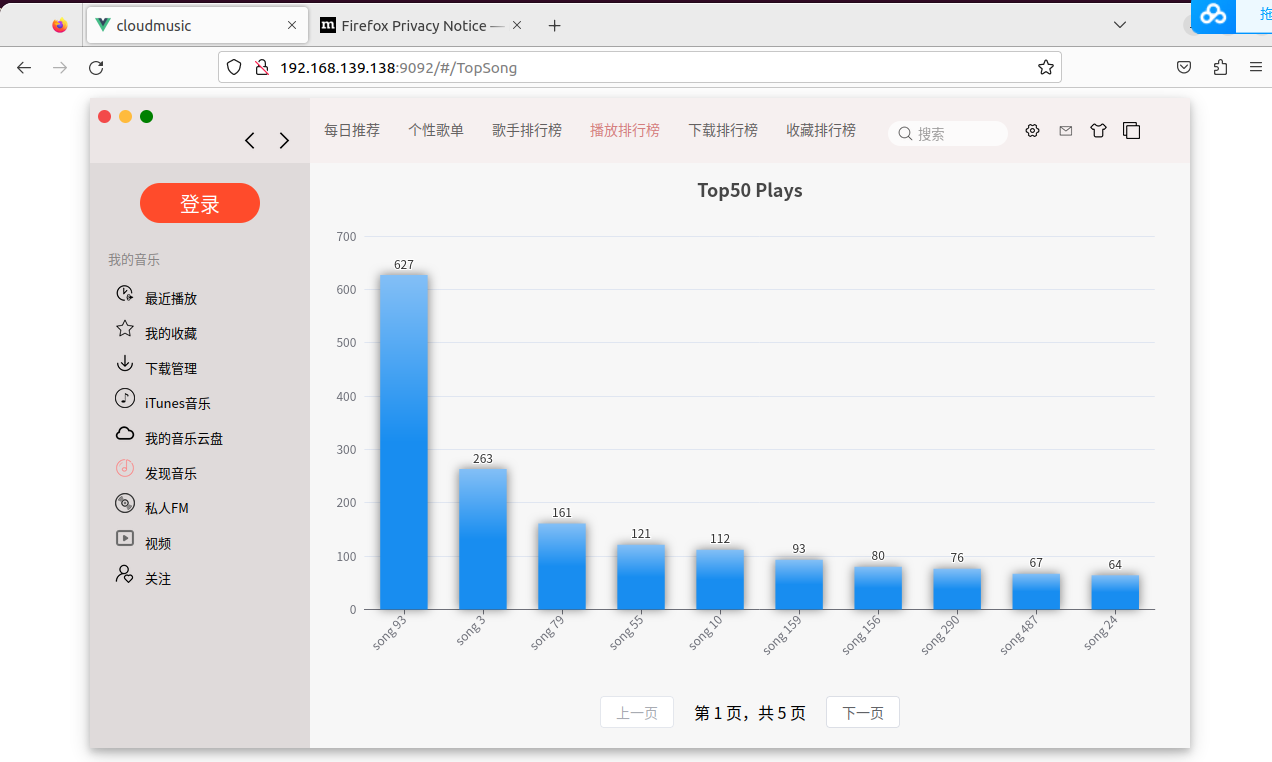 cloudmusic
Firefox Privacy Notice —
拖
192.168.139.138:9092/#/TopSong
每日推荐 个性歌单 歌手排行榜 播放排行榜 下载排行榜 收藏排行榜 搜索
登录
我的音乐
最近播放
我的收藏
下载管理
iTunes音乐
我的音乐云盘
发现音乐
私人FM
视频
关注
Top50 Plays
700
600
500
400
300
200
100
0
627
263
161
121
112
93
80
76
67
64
song 93
song 3
song 79
song 55
song 10
song 159
song 156
song 290
song 487
song 24
上一页 第 1 页，共 5 页 下一页